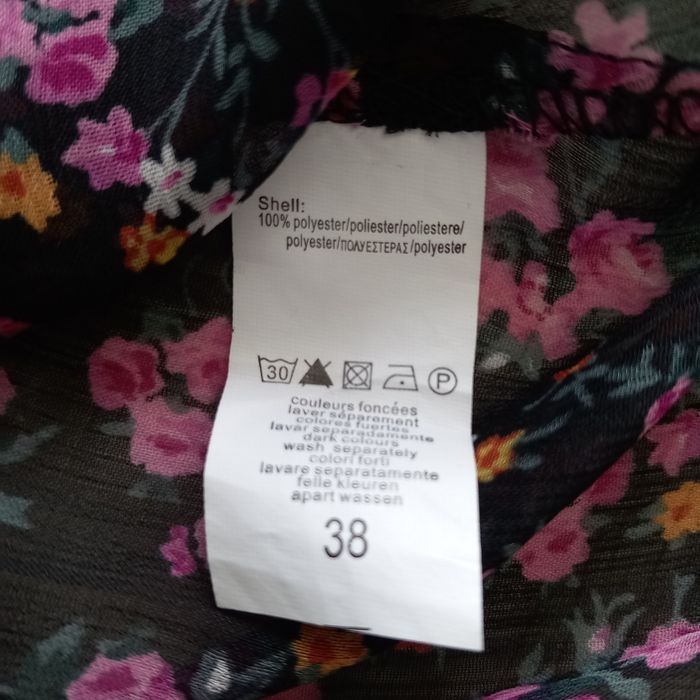 Shell:
100% polyester/poliester/poliestere/
polyester/ΠΟΛΥΕΣΤΕΡΑΣ/polyester
30 P
couleurs foncées
laver séparement
colores fuertes
lavar separadamente
dark colours
wash separately
colori forti
lavare separatamente
felle kleuren
apart wassen
38